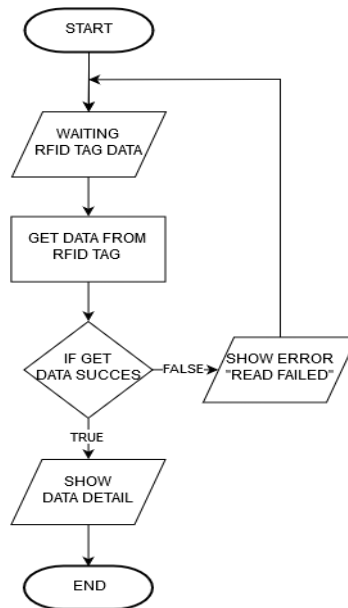 START
WAITING
RFID TAG DATA
GET DATA FROM
RFID TAG
IF GET
DATA SUCCES
FALSE
SHOW ERROR
"READ FAILED"
TRUE
SHOW
DATA DETAIL
END